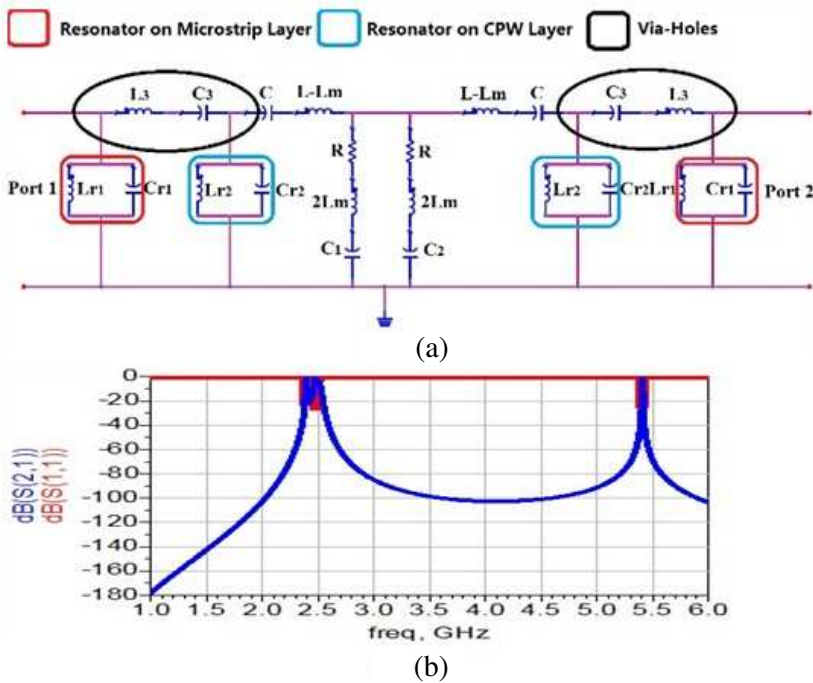 Resonator on Microstrip Layer Resonator on CPW Layer Via-Holes
L3 C3 C L-Lm L-Lm C C3 L3
R R
Port 1 Lr1 Cr1 Lr2 Cr2 2Lm 2Lm Lr2 Cr2 Lr1 Cr1 Port 2
C1 C2
(a)
dB(S(2,1))
dB(S(1,1))
0
-20
-40
-60
-80
-100
-120
-140
-160
-180
1.0 1.5 2.0 2.5 3.0 3.5 4.0 4.5 5.0 5.5 6.0
freq, GHz
(b)